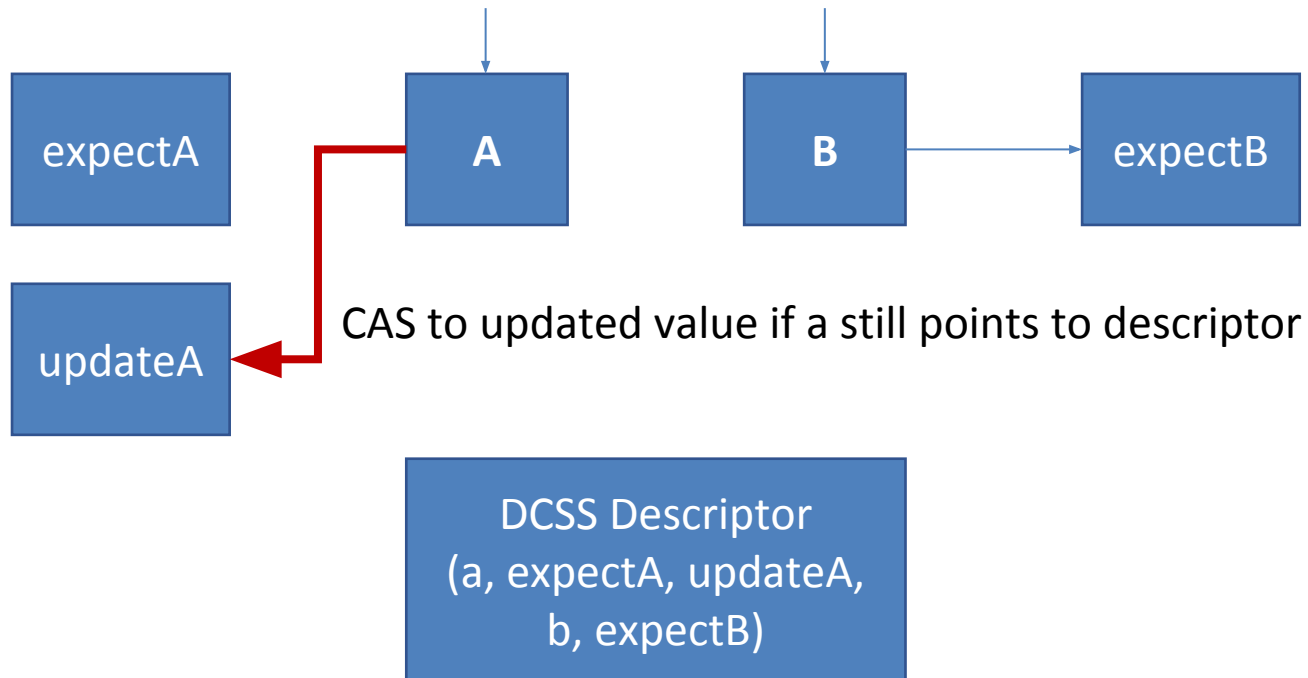 expectA
A
B
expectB
CAS to updated value if a still points to descriptor
updateA
DCSS Descriptor
(a, expectA, updateA,
b, expectB)